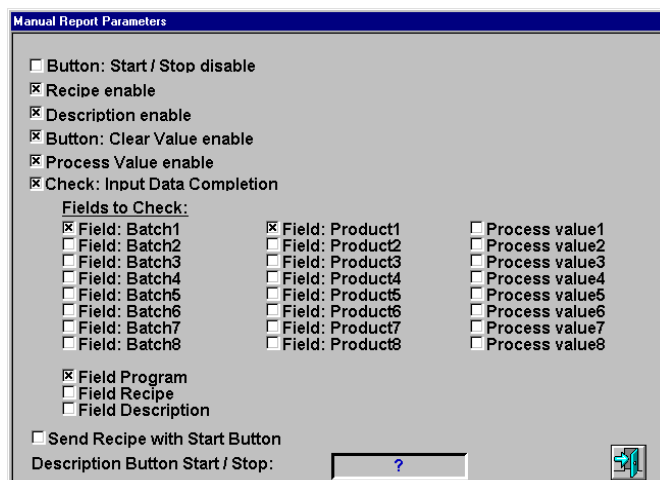 Manual Report Parameters
Button: Start / Stop disable
Recipe enable
Description enable
Button: Clear Value enable
Process Value enable
Check: Input Data Completion
Fields to Check:
Field: Batch1 Field: Product1 Process value1
Field: Batch2 Field: Product2 Process value2
Field: Batch3 Field: Product3 Process value3
Field: Batch4 Field: Product4 Process value4
Field: Batch5 Field: Product5 Process value5
Field: Batch6 Field: Product6 Process value6
Field: Batch7 Field: Product7 Process value7
Field: Batch8 Field: Product8 Process value8
Field Program
Field Recipe
Field Description
Send Recipe with Start Button
Description Button Start / Stop: ?